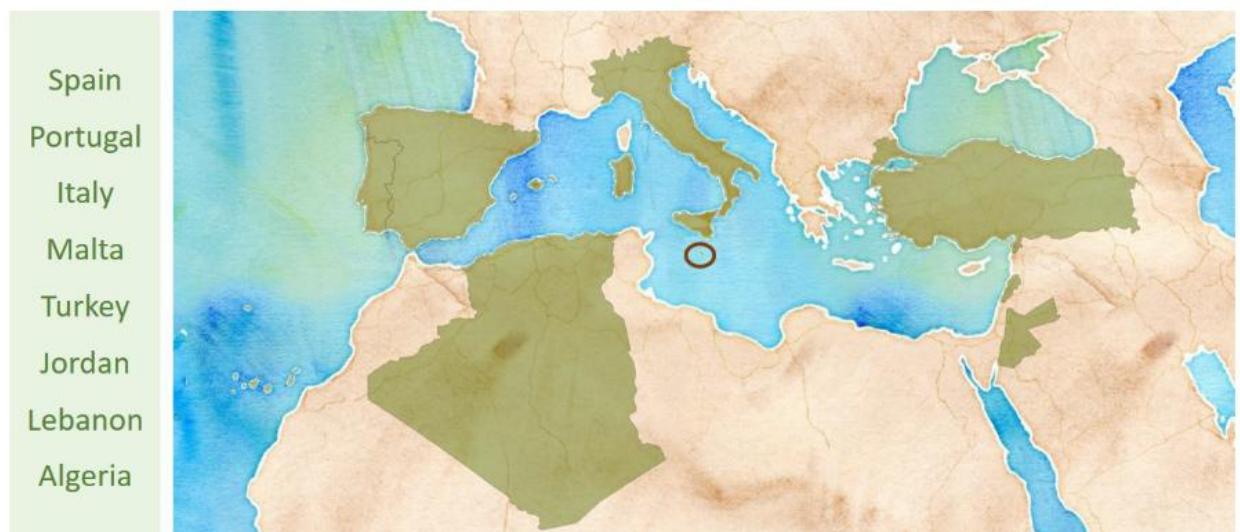 Spain
Portugal
Italy
Malta
Turkey
Jordan
Lebanon
Algeria